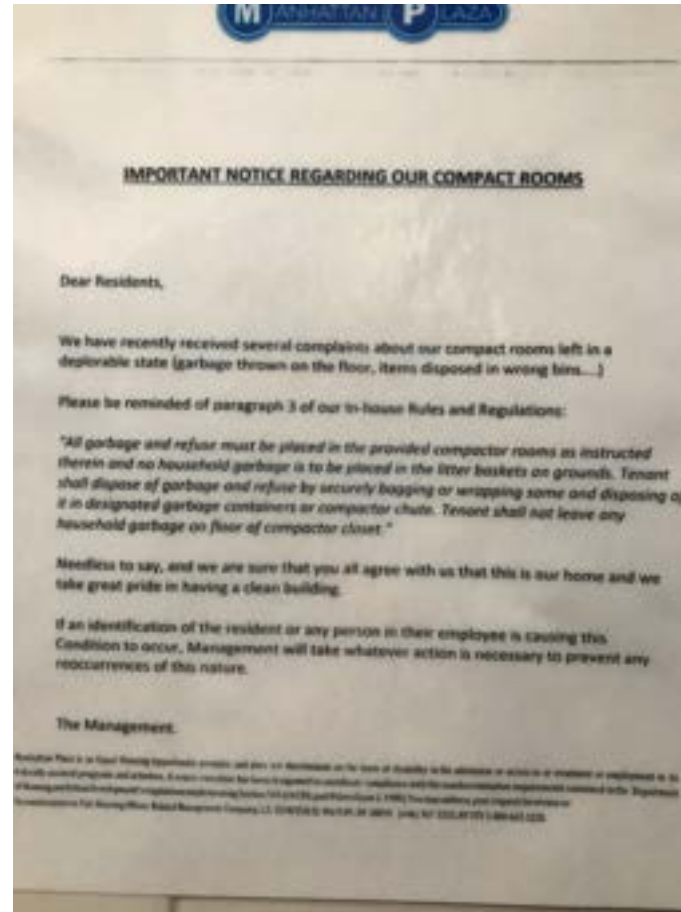 MANHATTAN PLAZA
IMPORTANT NOTICE REGARDING OUR COMPACT ROOMS
Dear Residents,
We have recently received several complaints about our compact rooms left in a
deplorable state (garbage thrown on the floor, items disposed in wrong bins....)
Please be reminded of paragraph 3 of our in-house Rules and Regulations:
"All garbage and refuse must be placed in the provided compactor rooms as instructed
therein and no household garbage is to be placed in the litter baskets on grounds. Tenant
shall dispose of garbage and refuse by securely bagging or wrapping same and disposing of
it in designated garbage containers or compactor chute. Tenant shall not leave any
household garbage on floor of compactor closet."
Needless to say, and we are sure that you all agree with us that this is our home and we
take great pride in having a clean building.
If an identification of the resident or any person in their employee is causing this
Condition to occur, Management will take whatever action is necessary to prevent any
reoccurrences of this nature.
The Management.